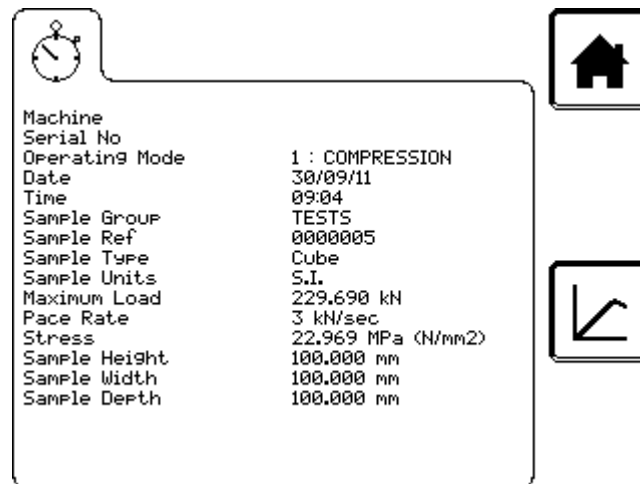 Machine
Serial No
Operating Mode 1 : COMPRESSION
Date 30/09/11
Time 09:04
Sample Group TESTS
Sample Ref 0000005
Sample Type Cube
Sample Units S.I.
Maximum Load 229.690 kN
Pace Rate 3 kN/sec
Stress 22.969 MPa (N/mm2)
Sample Height 100.000 mm
Sample Width 100.000 mm
Sample Depth 100.000 mm